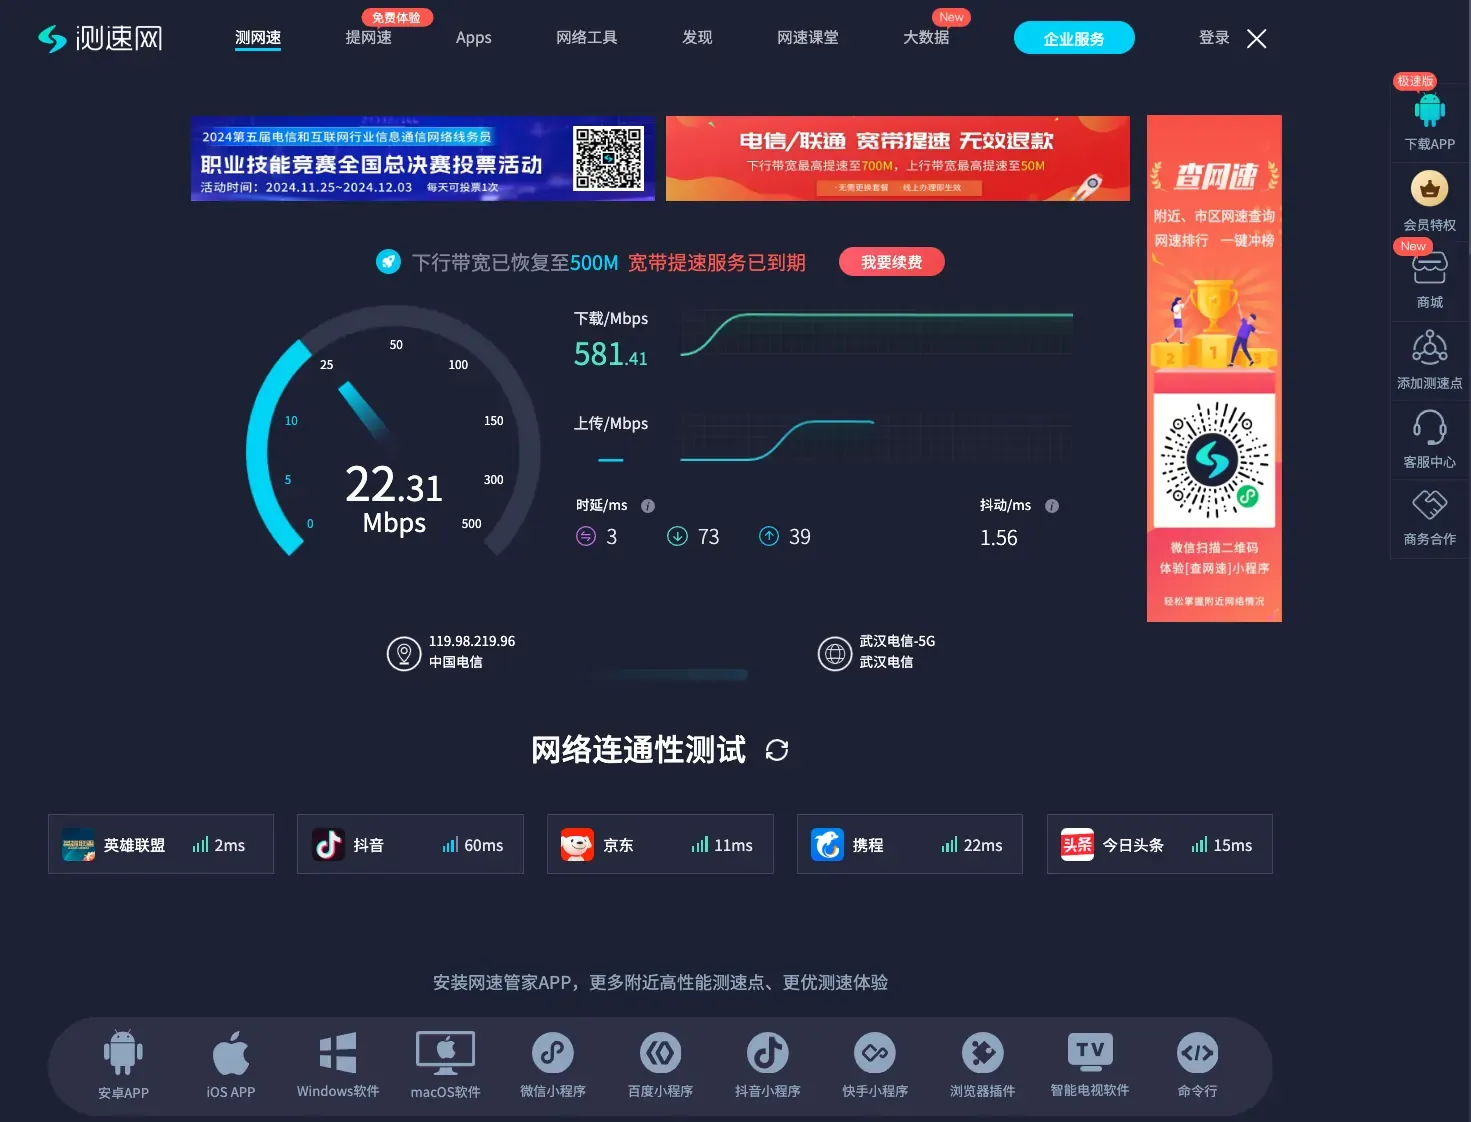 测速网
测网速
免费体验
提网速
Apps
网络工具
发现
网速课堂
New
大数据
企业服务
登录
2024第五届电信和互联网行业信息通信网络线务员
职业技能竞赛全国总决赛投票活动
活动时间：2024.11.25~2024.12.03 每天可投票1次
电信/联通 宽带提速 无效退款
下行带宽最高提速至700M，上行带宽最高提速至50M
·无需更换套餐 ·线上办理即生效
查网速
附近、市区网速查询
网速排行 一键冲榜
2 1 3
微信扫描二维码
体验[查网速]小程序
轻松掌握附近网络情况
极速版
下载APP
会员特权
New
商城
添加测速点
客服中心
商务合作
下行带宽已恢复至500M 宽带提速服务已到期
我要续费
0
5
10
25
50
100
150
300
500
22.31
Mbps
下载/Mbps
581.41
上传/Mbps
时延/ms
3 73 39
抖动/ms
1.56
119.98.219.96
中国电信
武汉电信-5G
武汉电信
网络连通性测试
英雄联盟 2ms
抖音 60ms
京东 11ms
携程 22ms
头条 今日头条 15ms
安装网速管家APP，更多附近高性能测速点、更优测速体验
安卓APP
iOS APP
Windows软件
macOS软件
微信小程序
百度小程序
抖音小程序
快手小程序
浏览器插件
TV
智能电视软件
命令行